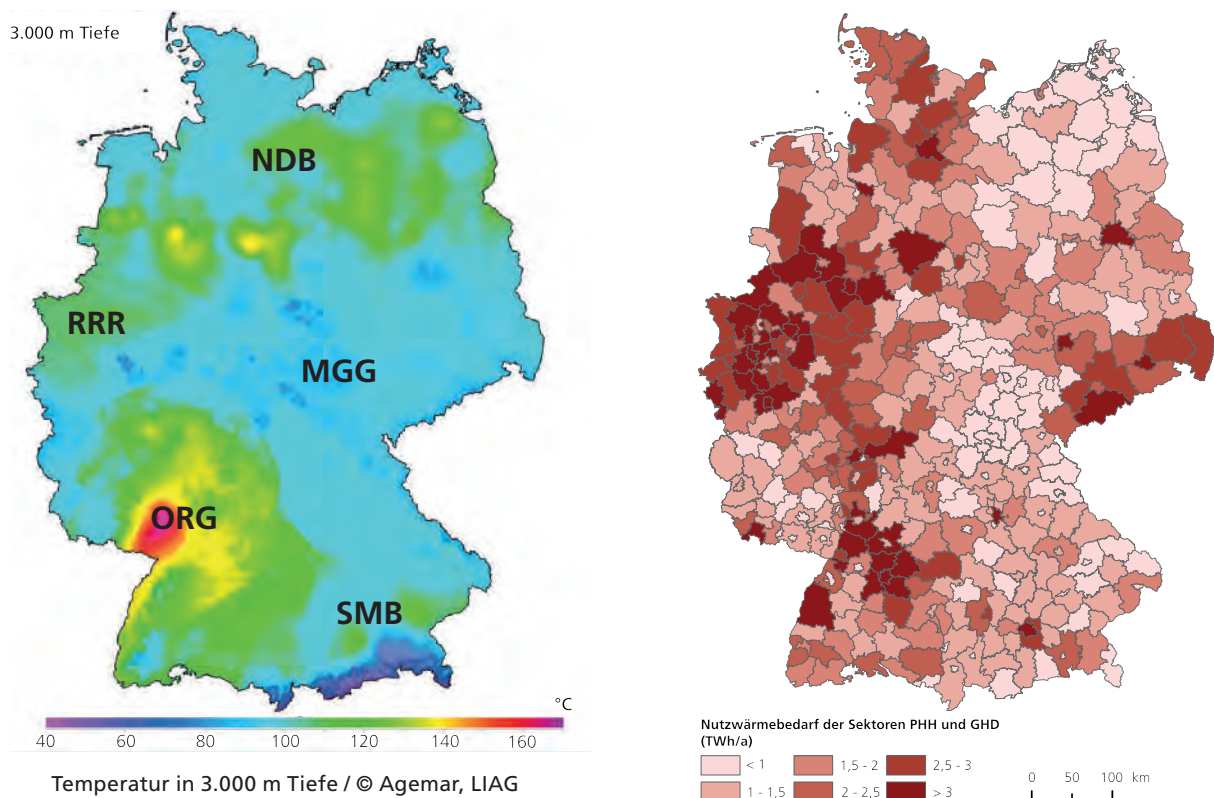 3.000 m Tiefe
NDB
RRR
MGG
ORG
SMB
°C
40 60 80 100 120 140 160
Temperatur in 3.000 m Tiefe / © Agemar, LIAG
Nutzwärmebedarf der Sektoren PHH und GHD
(TWh/a)
< 1 1,5 - 2 2,5 - 3
1 - 1,5 2 - 2,5 > 3
0 50 100 km